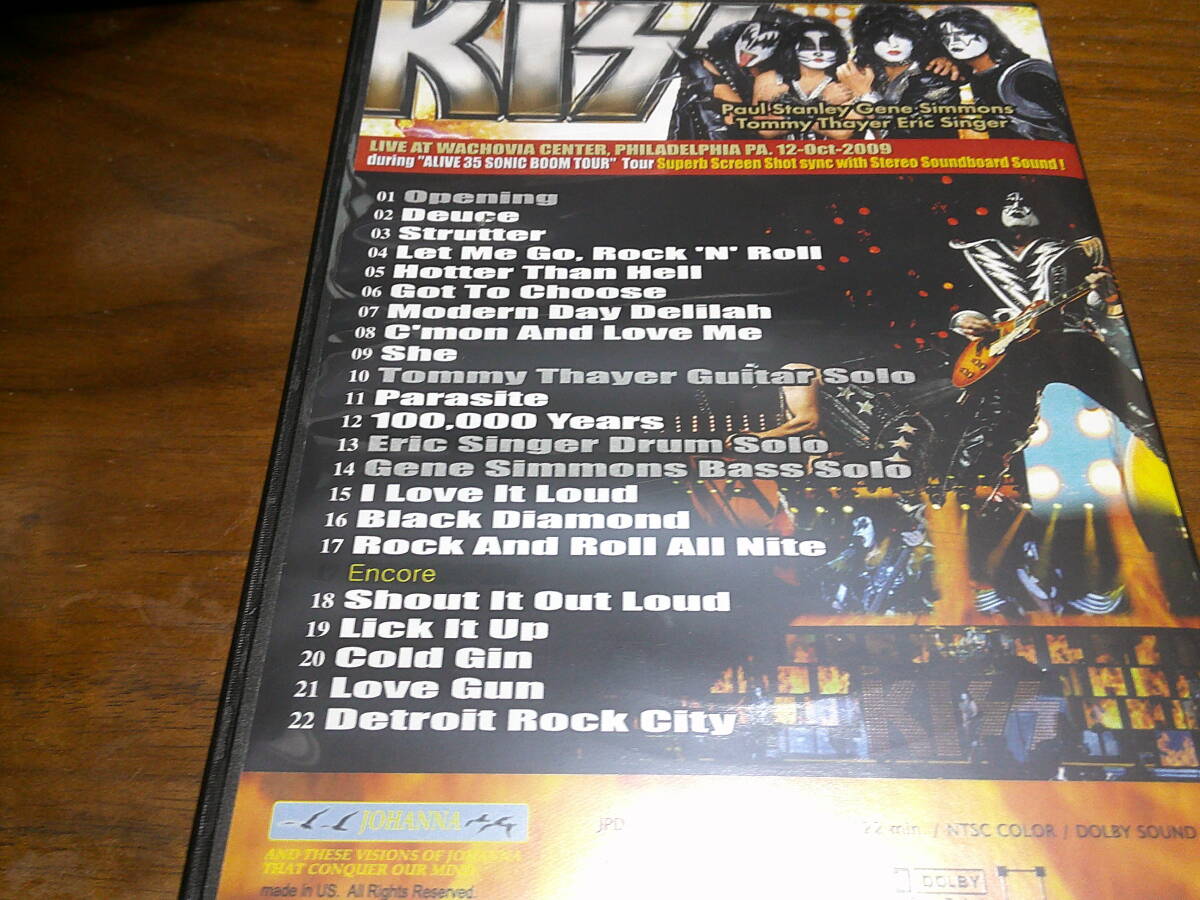 KISS
Paul Stanley Gene Simmons
Tommy Thayer Eric Singer
LIVE AT WACHOVIA CENTER, PHILADELPHIA PA. 12-Oct-2009
during "ALIVE 35 SONIC BOOM TOUR" Tour Superb Screen Shot sync with Stereo Soundboard Sound !
01 Opening
02 Deuce
03 Strutter
04 Let Me Go, Rock 'N' Roll
05 Hotter Than Hell
06 Got To Choose
07 Modern Day Delilah
08 C'mon And Love Me
09 She
10 Tommy Thayer Guitar Solo
11 Parasite
12 100,000 Years
13 Eric Singer Drum Solo
14 Gene Simmons Bass Solo
15 I Love It Loud
16 Black Diamond
17 Rock And Roll All Nite
Encore
18 Shout It Out Loud
19 Lick It Up
20 Cold Gin
21 Love Gun
22 Detroit Rock City
KISS
JOHANNA
JPD
22 min. / NTSC COLOR / DOLBY SOUND
AND THESE VISIONS OF JOHANNA
THAT CONQUER OUR MIND
made in US. All Rights Reserved.
DOLBY